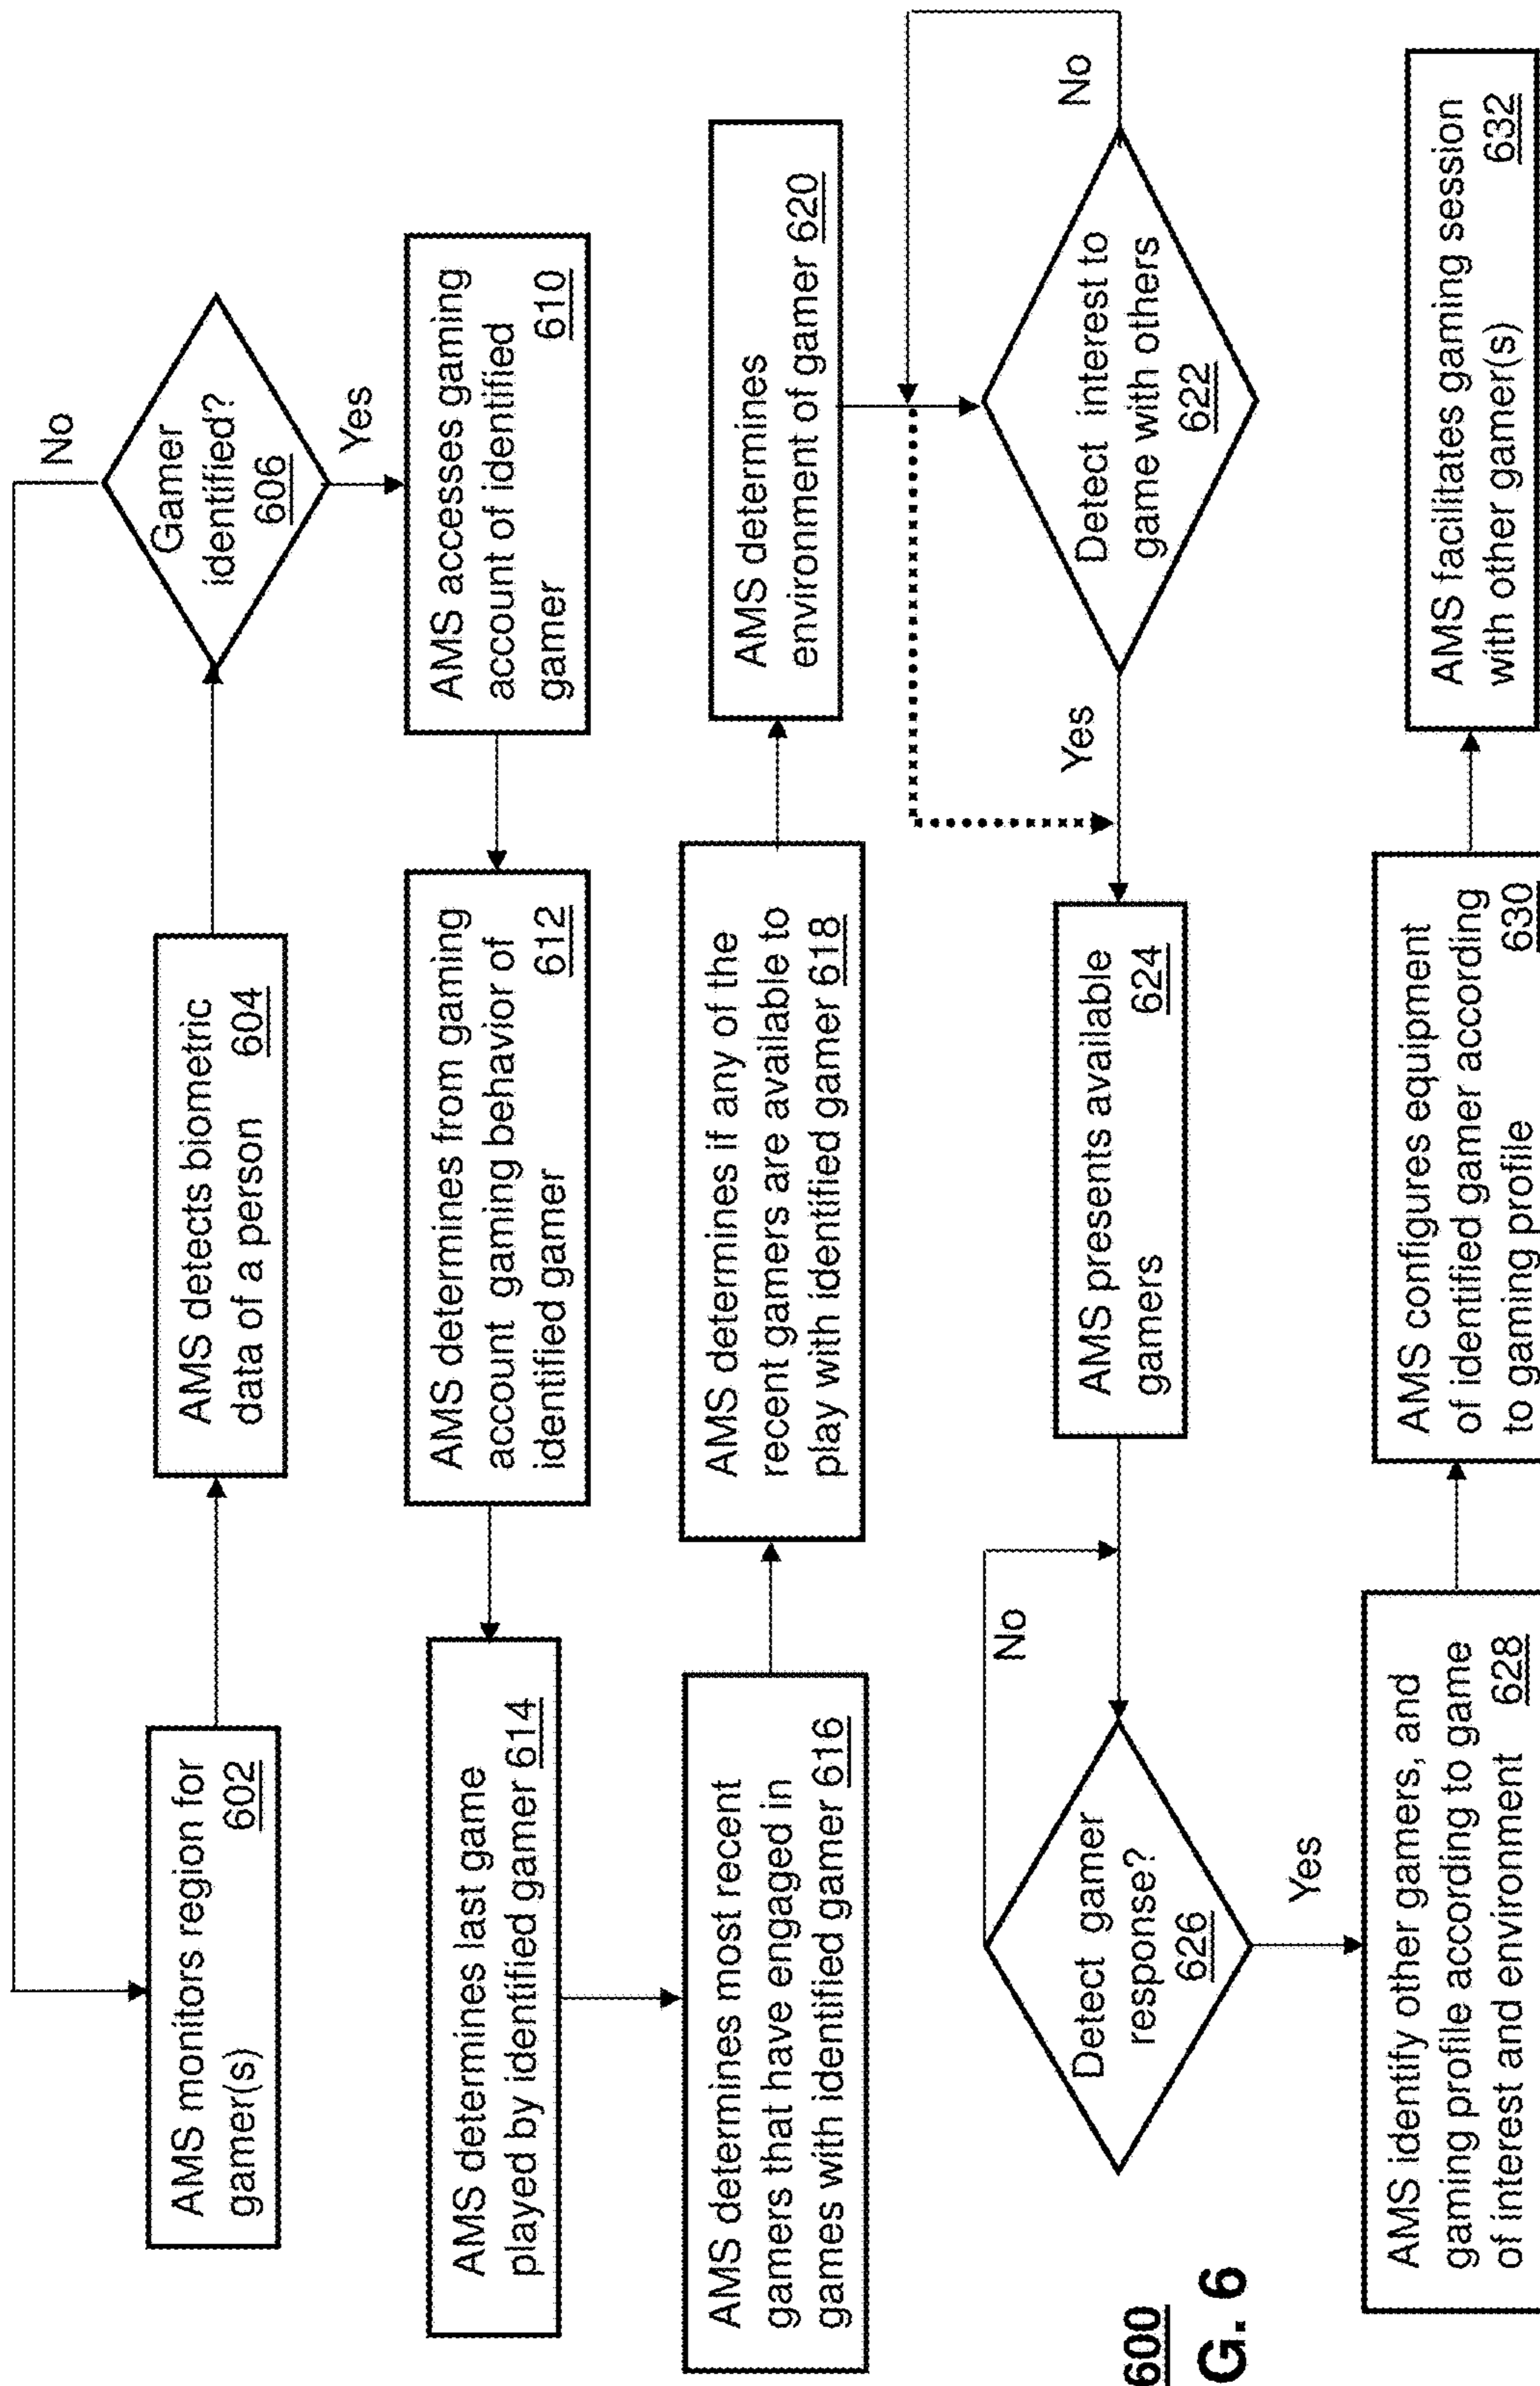 AMS monitors region for
gamer(s) 602
AMS detects biometric
data of a person 604
Gamer
identified?
606
No
Yes
AMS accesses gaming
account of identified
gamer 610
AMS determines from gaming
account gaming behavior of
identified gamer 612
AMS determines last game
played by identified gamer 614
AMS determines most recent
gamers that have engaged in
games with identified gamer 616
AMS determines if any of the
recent gamers are available to
play with identified gamer 618
AMS determines
environment of gamer 620
Detect interest to
game with others
622
No
Yes
AMS presents available
gamers 624
Detect gamer
response?
626
No
Yes
AMS identify other gamers, and
gaming profile according to game
of interest and environment 628
AMS configures equipment
of identified gamer according
to gaming profile 630
AMS facilitates gaming session
with other gamer(s) 632
600
G. 6